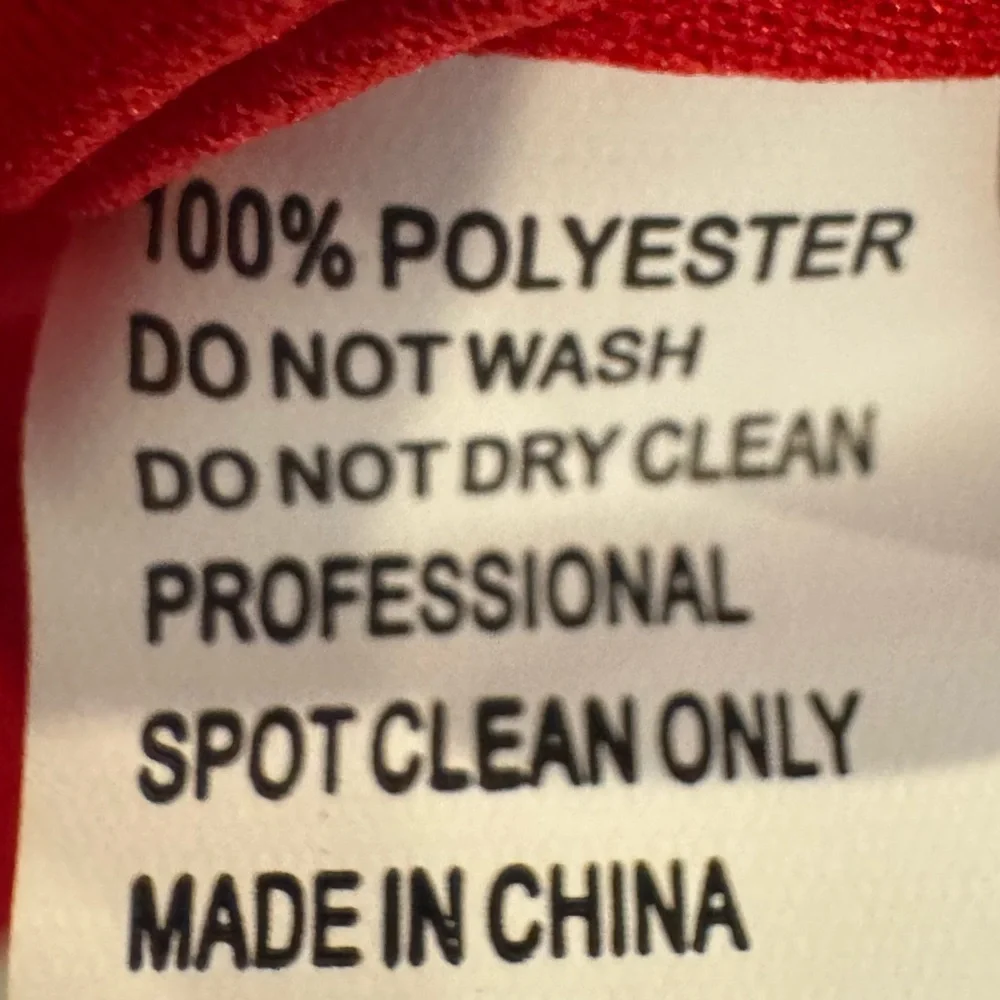 100% POLYESTER
DO NOT WASH
DO NOT DRY CLEAN
PROFESSIONAL
SPOT CLEAN ONLY
MADE IN CHINA